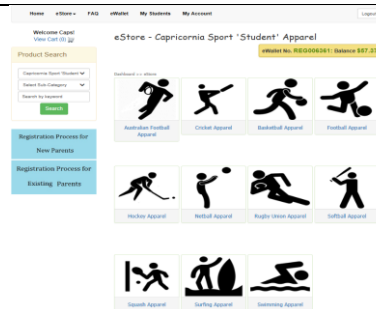 Home eStore FAQ eWallet My Students My Account Logout
Welcome Caps!
View Cart (0)
eStore - Capricornia Sport 'Student' Apparel
Product Search
Capricornia Sport 'Student'
Select Sub-Category
Search by keyword
Search
Registration Process for
New Parents
Registration Process for
Existing Parents
Dashboard >> eStore
Australian Football
Apparel
Cricket Apparel
Basketball Apparel
Football Apparel
Hockey Apparel
Netball Apparel
Rugby Union Apparel
Softball Apparel
Squash Apparel
Surfing Apparel
Swimming Apparel